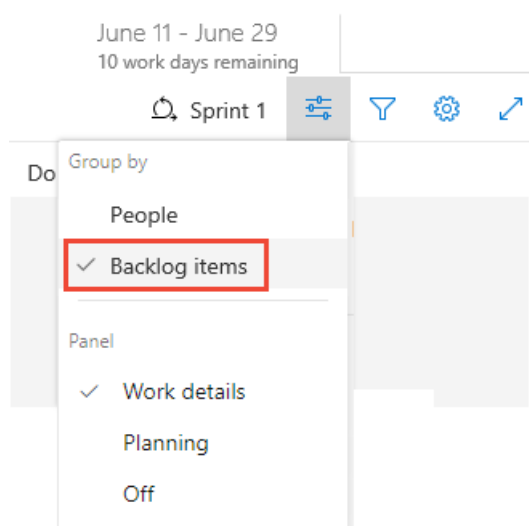 June 11 - June 29
10 work days remaining
Sprint 1
Group by
Do
People
Backlog items
Panel
Work details
Planning
Off